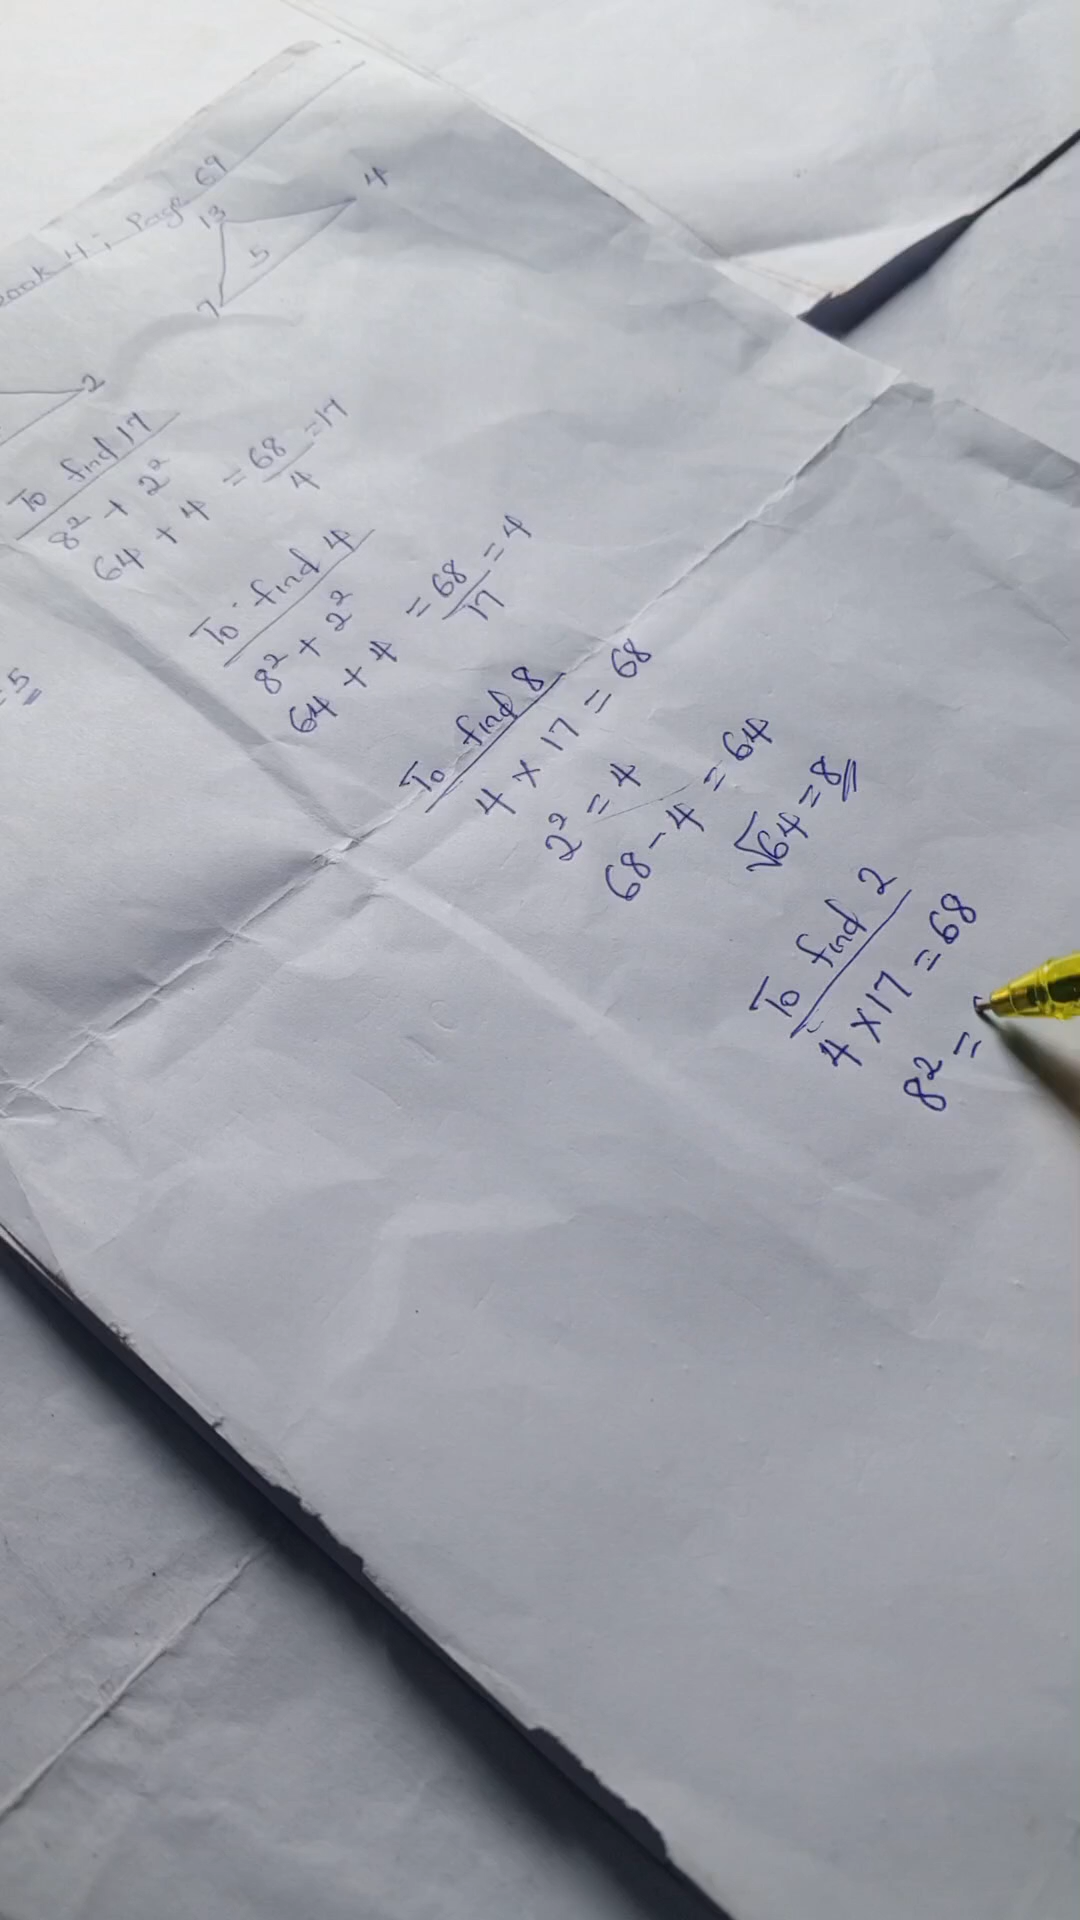 book 4; Page 69
13
4
5
7
2
To find 17
8² + 2²
64 + 4 = 68/4 = 17
= 5
To find 4
8² + 2²
64 + 4 = 68/17 = 4
To find 8
4 × 17 = 68
2² = 4
68 - 4 = 64
√64 = 8
To find 2
4 × 17 = 68
8² =